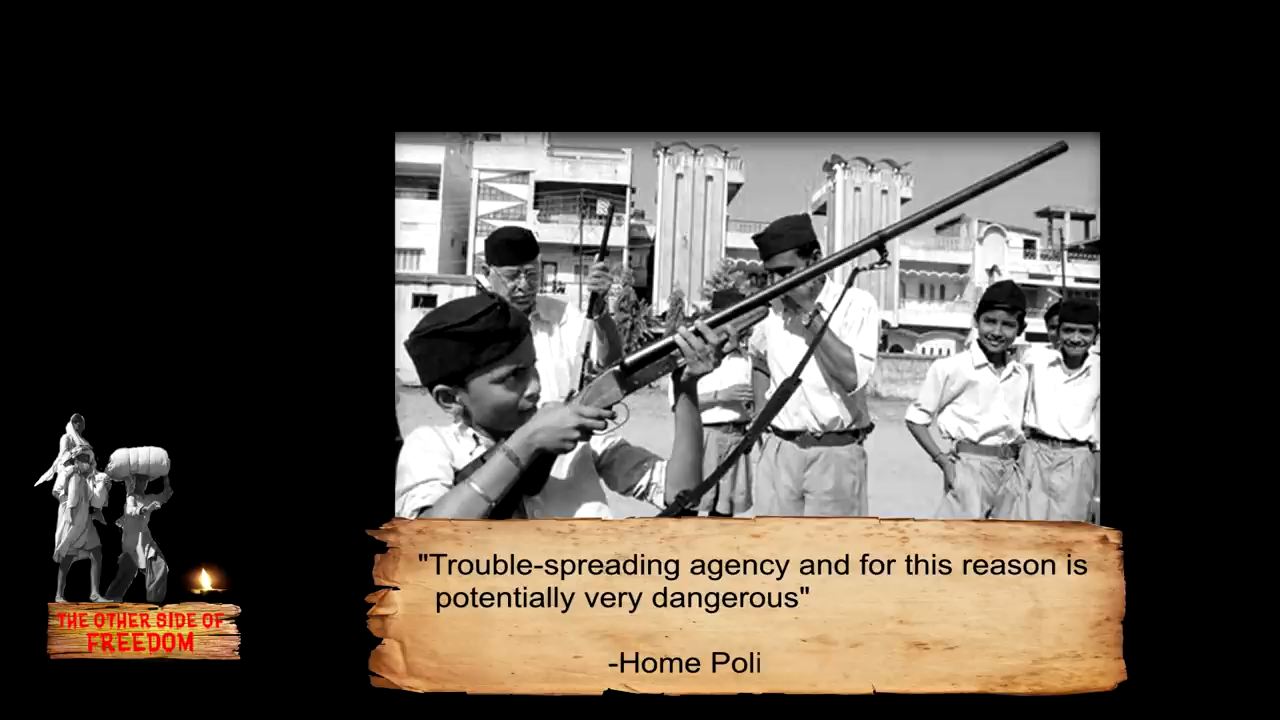 "Trouble-spreading agency and for this reason is
potentially very dangerous"
-Home Poli
THE OTHER SIDE OF
FREEDOM